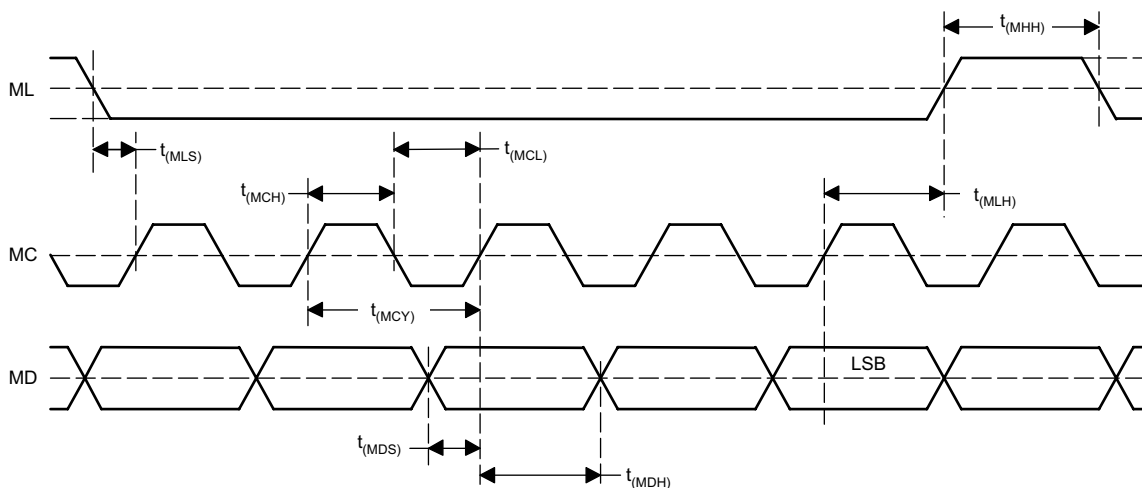 t(MHH)
ML
t(MLS)
t(MCL)
t(MCH)
t(MLH)
MC
t(MCY)
LSB
MD
t(MDS)
t(MDH)